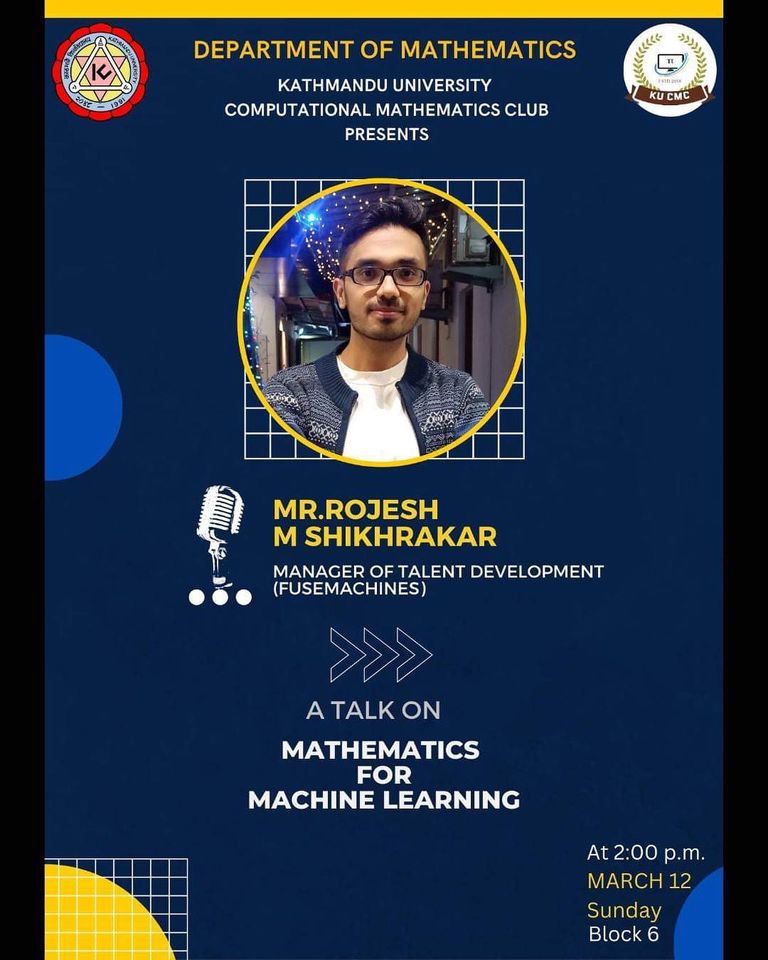 DEPARTMENT OF MATHEMATICS
KATHMANDU UNIVERSITY
COMPUTATIONAL MATHEMATICS CLUB
PRESENTS
KU CMC
MR.ROJESH
M SHIKHRAKAR
MANAGER OF TALENT DEVELOPMENT
(FUSEMACHINES)
A TALK ON
MATHEMATICS
FOR
MACHINE LEARNING
At 2:00 p.m.
MARCH 12
Sunday
Block 6